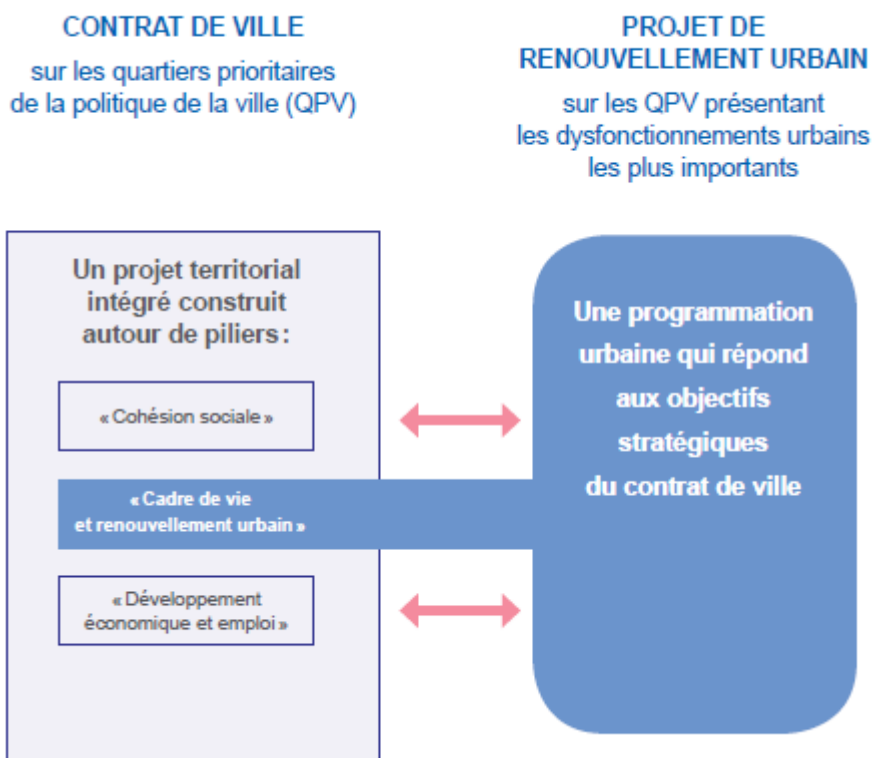 CONTRAT DE VILLE
sur les quartiers prioritaires
de la politique de la ville (QPV)
PROJET DE
RENOUVELLEMENT URBAIN
sur les QPV présentant
les dysfonctionnements urbains
les plus importants
Un projet territorial
intégré construit
autour de piliers :
« Cohésion sociale »
« Cadre de vie
et renouvellement urbain »
« Développement
économique et emploi »
Une programmation
urbaine qui répond
aux objectifs
stratégiques
du contrat de ville